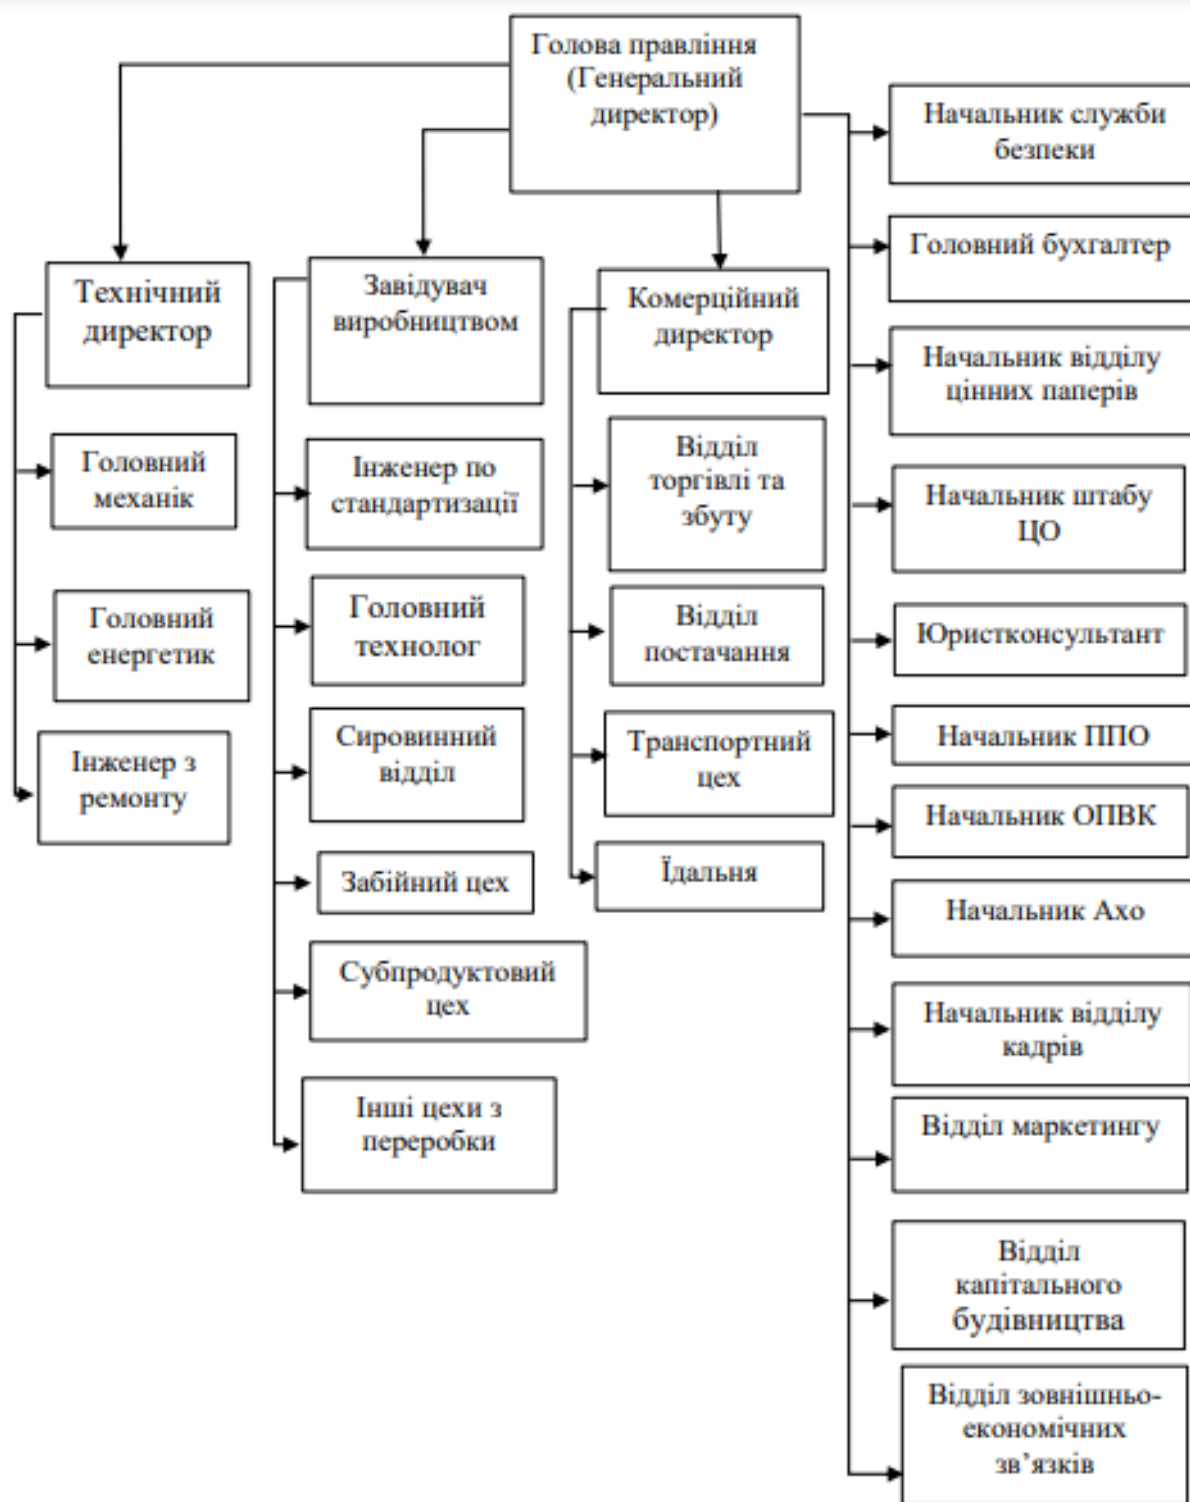 Голова правління
(Генеральний
директор)
Технічний
директор
Головний
механік
Головний
енергетик
Інженер з
ремонту
Завідувач
виробництвом
Інженер по
стандартизації
Головний
технолог
Сировинний
відділ
Забійний цех
Субпродуктовий
цех
Інші цехи з
переробки
Комерційний
директор
Відділ
торгівлі та
збуту
Відділ
постачання
Транспортний
цех
Їдальня
Начальник служби
безпеки
Головний бухгалтер
Начальник відділу
цінних паперів
Начальник штабу
ЦО
Юристконсультант
Начальник ППО
Начальник ОПВК
Начальник Ахо
Начальник відділу
кадрів
Відділ маркетингу
Відділ
капітального
будівництва
Відділ зовнішньо-
економічних
зв’язків